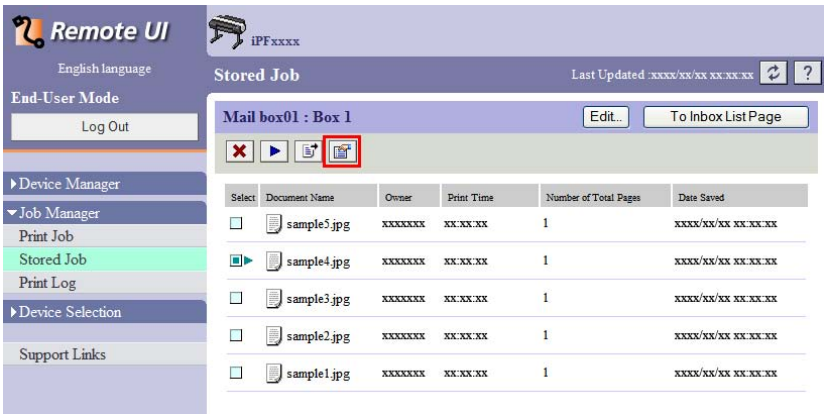 Remote UI
iPFxxxx
English language
Stored Job
Last Updated :xxxx/xx/xx xx:xx:xx
?
End-User Mode
Log Out
Mail box01 : Box 1
Edit...
To Inbox List Page
Device Manager
Job Manager
Print Job
Stored Job
Print Log
Device Selection
Support Links
Select Document Name Owner Print Time Number of Total Pages Date Saved
sample5.jpg xxxxxxx xx:xx:xx 1 xxxx/xx/xx xx:xx:xx
sample4.jpg xxxxxxx xx:xx:xx 1 xxxx/xx/xx xx:xx:xx
sample3.jpg xxxxxxx xx:xx:xx 1 xxxx/xx/xx xx:xx:xx
sample2.jpg xxxxxxx xx:xx:xx 1 xxxx/xx/xx xx:xx:xx
sample1.jpg xxxxxxx xx:xx:xx 1 xxxx/xx/xx xx:xx:xx